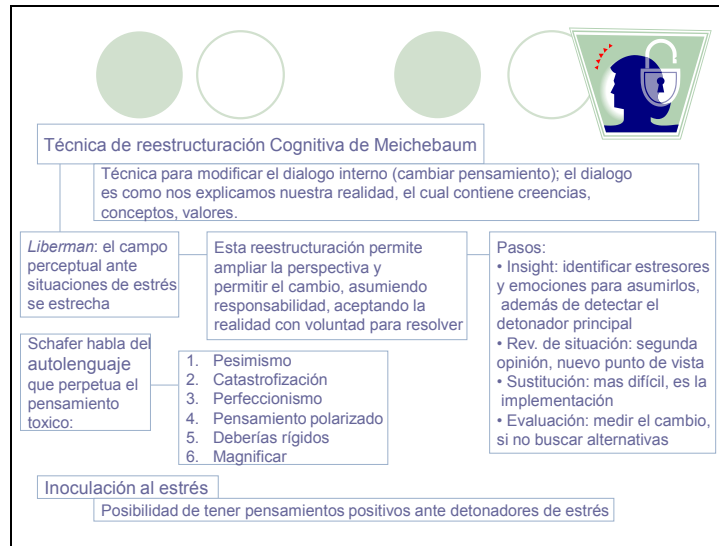 Técnica de reestructuración Cognitiva de Meichebaum
Técnica para modificar el dialogo interno (cambiar pensamiento); el dialogo
es como nos explicamos nuestra realidad, el cual contiene creencias,
conceptos, valores.
Liberman: el campo
perceptual ante
situaciones de estrés
se estrecha
Esta reestructuración permite
ampliar la perspectiva y
permitir el cambio, asumiendo
responsabilidad, aceptando la
realidad con voluntad para resolver
Pasos:
• Insight: identificar estresores
y emociones para asumirlos,
además de detectar el
detonador principal
• Rev. de situación: segunda
opinión, nuevo punto de vista
• Sustitución: mas difícil, es la
implementación
• Evaluación: medir el cambio,
si no buscar alternativas
Schafer habla del
autolenguaje
que perpetua el
pensamiento
toxico:
1. Pesimismo
2. Catastrofización
3. Perfeccionismo
4. Pensamiento polarizado
5. Deberías rígidos
6. Magnificar
Inoculación al estrés
Posibilidad de tener pensamientos positivos ante detonadores de estrés